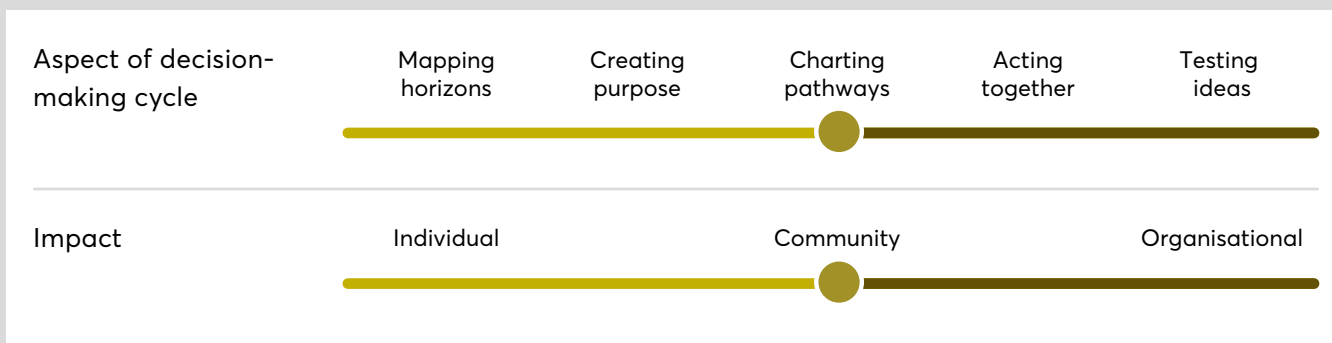 Aspect of decision-
making cycle
Mapping
horizons
Creating
purpose
Charting
pathways
Acting
together
Testing
ideas
Impact
Individual
Community
Organisational